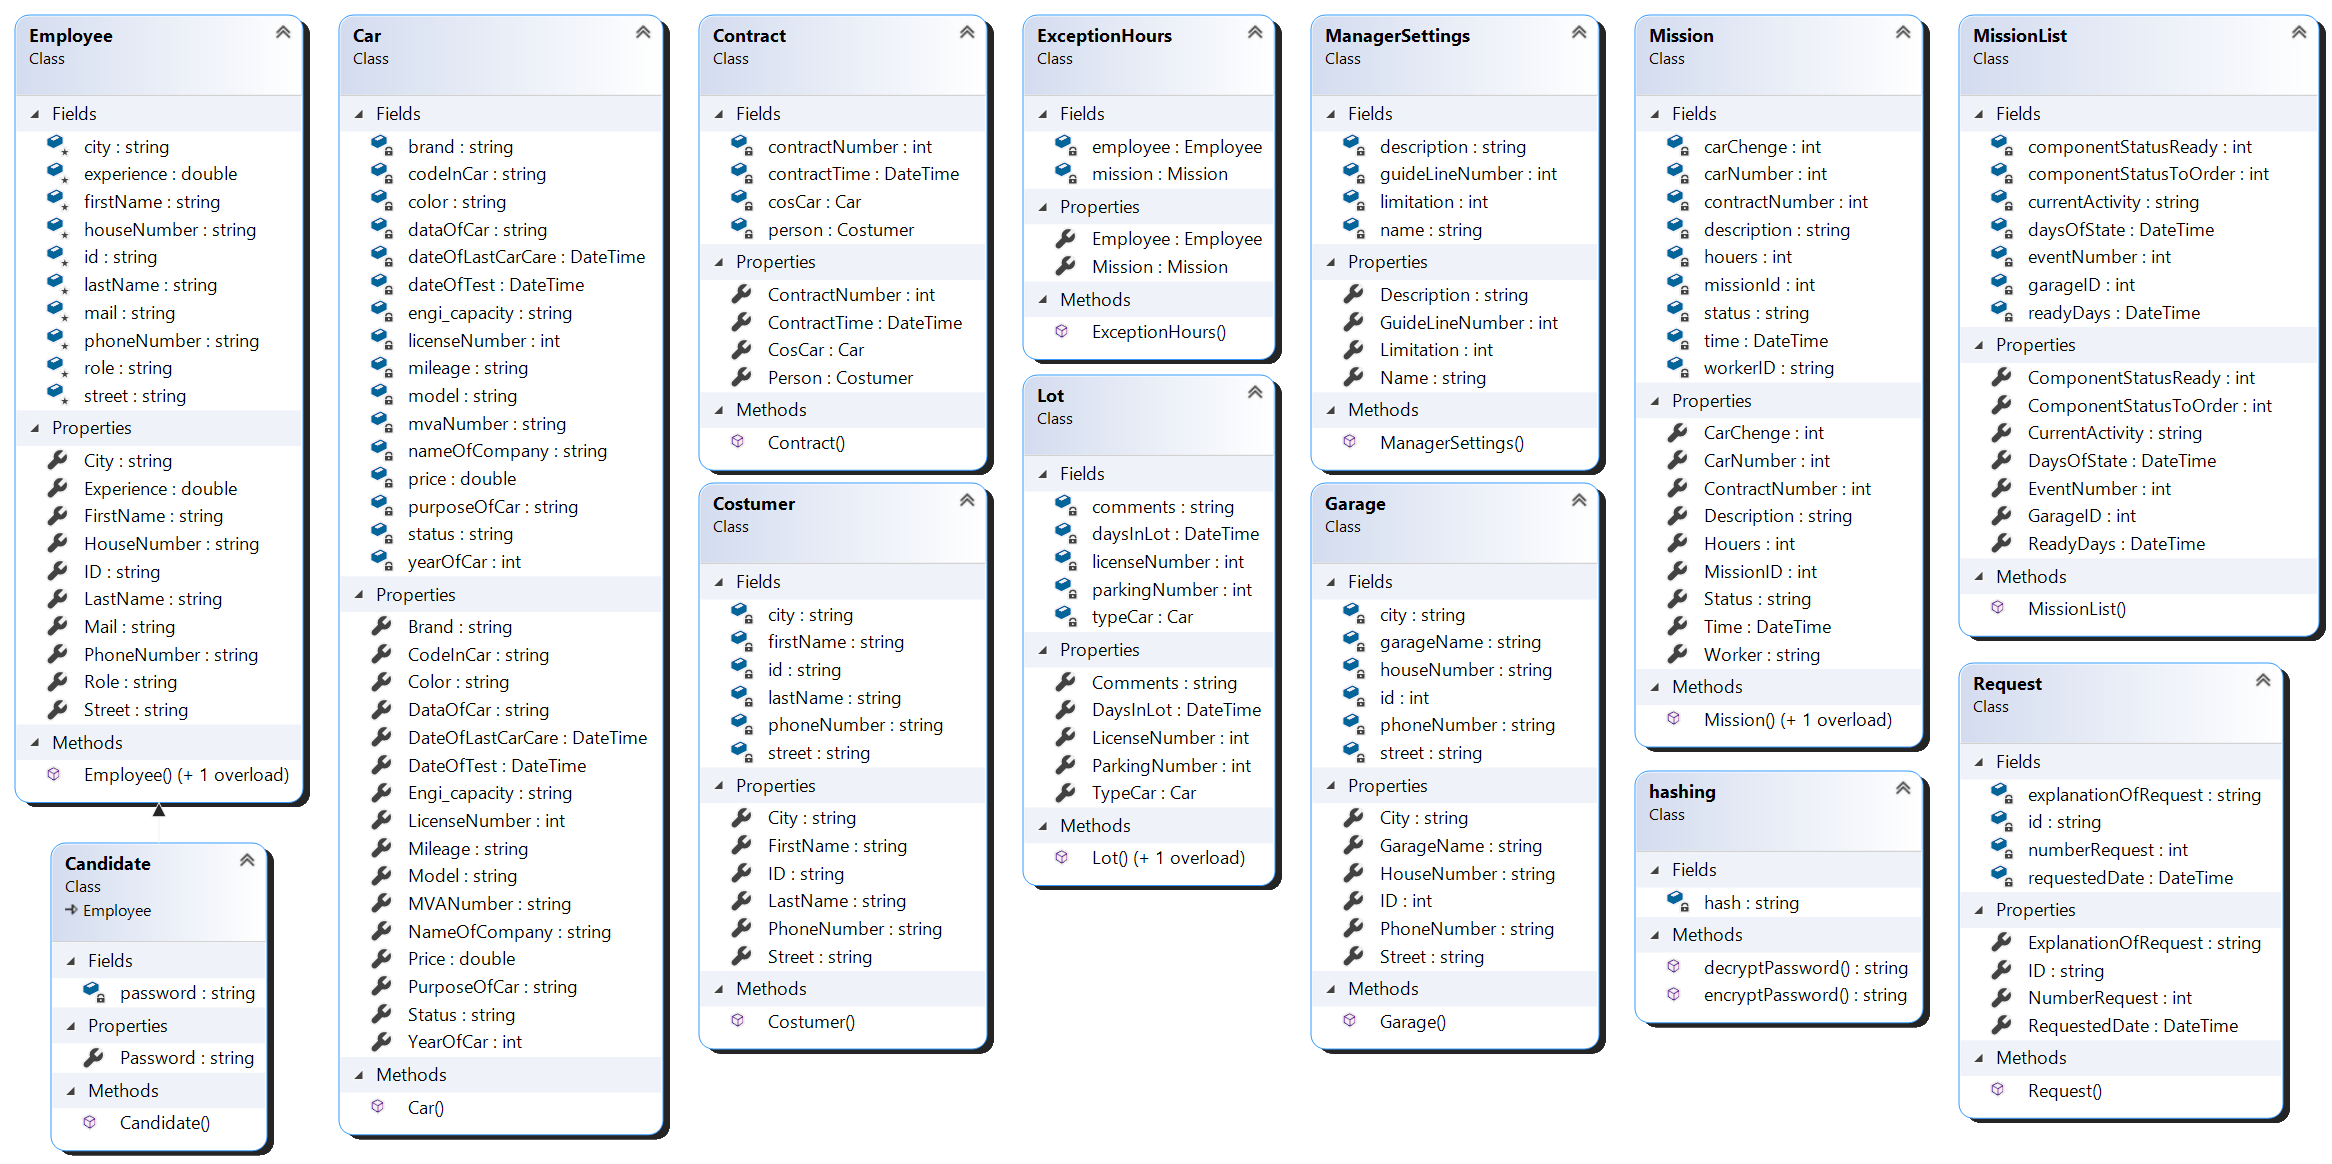 Employee
Class
Fields
city : string
experience : double
firstName : string
houseNumber : string
id : string
lastName : string
mail : string
phoneNumber : string
role : string
street : string
Properties
City : string
Experience : double
FirstName : string
HouseNumber : string
ID : string
LastName : string
Mail : string
PhoneNumber : string
Role : string
Street : string
Methods
Employee() (+ 1 overload)
Candidate
Class
Employee
Fields
password : string
Properties
Password : string
Methods
Candidate()
Car
Class
Fields
brand : string
codeInCar : string
color : string
dataOfCar : string
dateOfLastCarCare : DateTime
dateOfTest : DateTime
engi_capacity : string
licenseNumber : int
mileage : string
model : string
mvaNumber : string
nameOfCompany : string
price : double
purposeOfCar : string
status : string
yearOfCar : int
Properties
Brand : string
CodeInCar : string
Color : string
DataOfCar : string
DateOfLastCarCare : DateTime
DateOfTest : DateTime
Engi_capacity : string
LicenseNumber : int
Mileage : string
Model : string
MVANumber : string
NameOfCompany : string
Price : double
PurposeOfCar : string
Status : string
YearOfCar : int
Methods
Car()
Contract
Class
Fields
contractNumber : int
contractTime : DateTime
cosCar : Car
person : Costumer
Properties
ContractNumber : int
ContractTime : DateTime
CosCar : Car
Person : Costumer
Methods
Contract()
Costumer
Class
Fields
city : string
firstName : string
id : string
lastName : string
phoneNumber : string
street : string
Properties
City : string
FirstName : string
ID : string
LastName : string
PhoneNumber : string
Street : string
Methods
Costumer()
ExceptionHours
Class
Fields
employee : Employee
mission : Mission
Properties
Employee : Employee
Mission : Mission
Methods
ExceptionHours()
Lot
Class
Fields
comments : string
daysInLot : DateTime
licenseNumber : int
parkingNumber : int
typeCar : Car
Properties
Comments : string
DaysInLot : DateTime
LicenseNumber : int
ParkingNumber : int
TypeCar : Car
Methods
Lot() (+ 1 overload)
ManagerSettings
Class
Fields
description : string
guideLineNumber : int
limitation : int
name : string
Properties
Description : string
GuideLineNumber : int
Limitation : int
Name : string
Methods
ManagerSettings()
Garage
Class
Fields
city : string
garageName : string
houseNumber : string
id : int
phoneNumber : string
street : string
Properties
City : string
GarageName : string
HouseNumber : string
ID : int
PhoneNumber : string
Street : string
Methods
Garage()
Mission
Class
Fields
carChenge : int
carNumber : int
contractNumber : int
description : string
houers : int
missionId : int
status : string
time : DateTime
workerID : string
Properties
CarChenge : int
CarNumber : int
ContractNumber : int
Description : string
Houers : int
MissionID : int
Status : string
Time : DateTime
Worker : string
Methods
Mission() (+ 1 overload)
hashing
Class
Fields
hash : string
Methods
decryptPassword() : string
encryptPassword() : string
MissionList
Class
Fields
componentStatusReady : int
componentStatusToOrder : int
currentActivity : string
daysOfState : DateTime
eventNumber : int
garageID : int
readyDays : DateTime
Properties
ComponentStatusReady : int
ComponentStatusToOrder : int
CurrentActivity : string
DaysOfState : DateTime
EventNumber : int
GarageID : int
ReadyDays : DateTime
Methods
MissionList()
Request
Class
Fields
explanationOfRequest : string
id : string
numberRequest : int
requestedDate : DateTime
Properties
ExplanationOfRequest : string
ID : string
NumberRequest : int
RequestedDate : DateTime
Methods
Request()